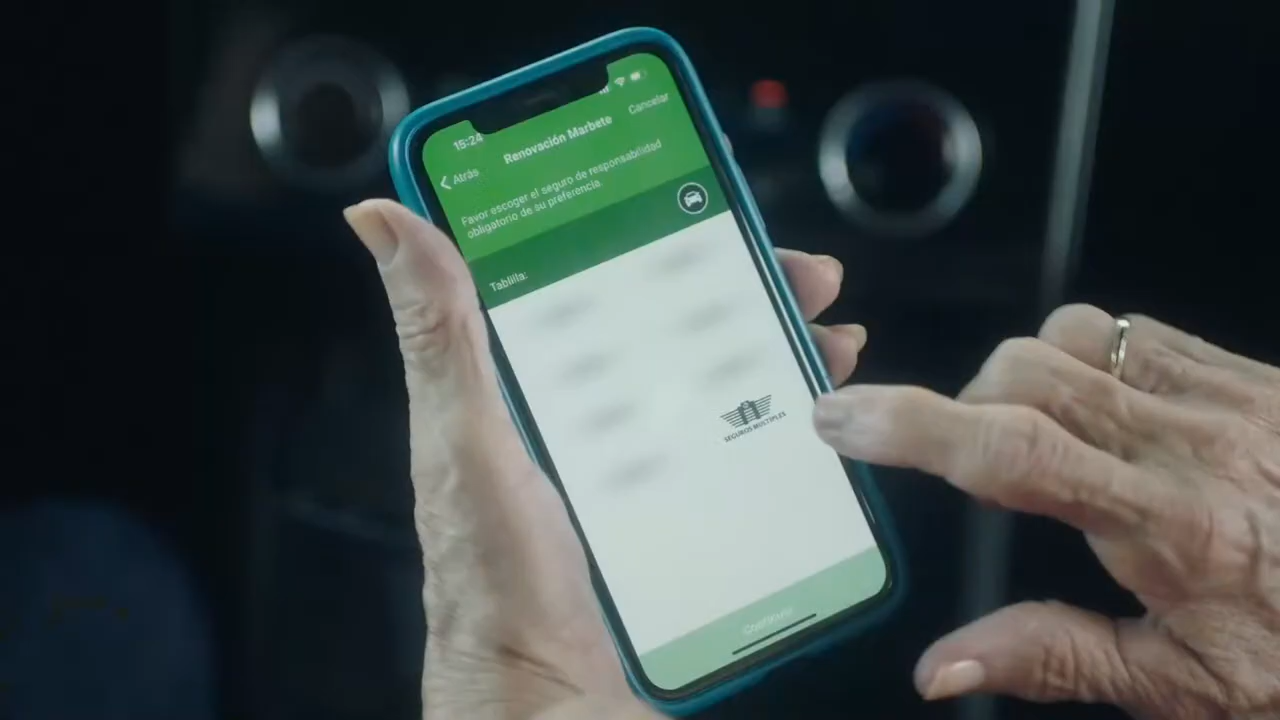 15:24
Cancelar
Renovación Marbete
Atrás
Favor escoger el seguro de responsabilidad
obligatorio de su preferencia.
Tablilla:
SEGUROS MULTIPLES
Continuar